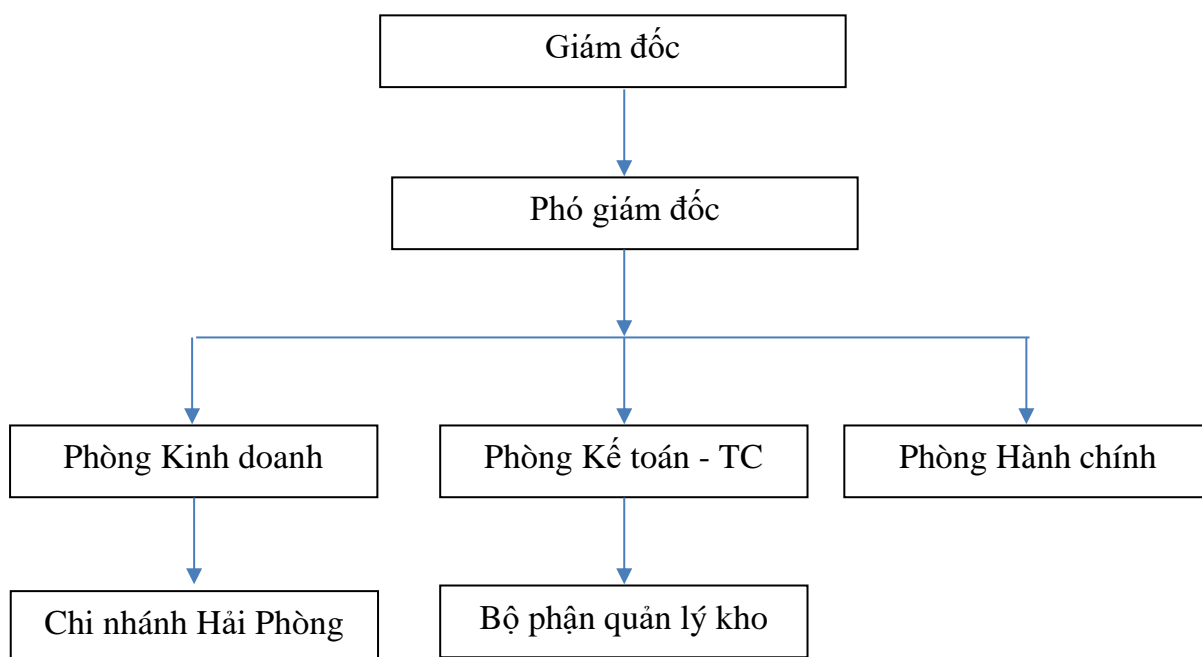 Giám đốc
Phó giám đốc
Phòng Kinh doanh
Phòng Kế toán - TC
Phòng Hành chính
Chi nhánh Hải Phòng
Bộ phận quản lý kho